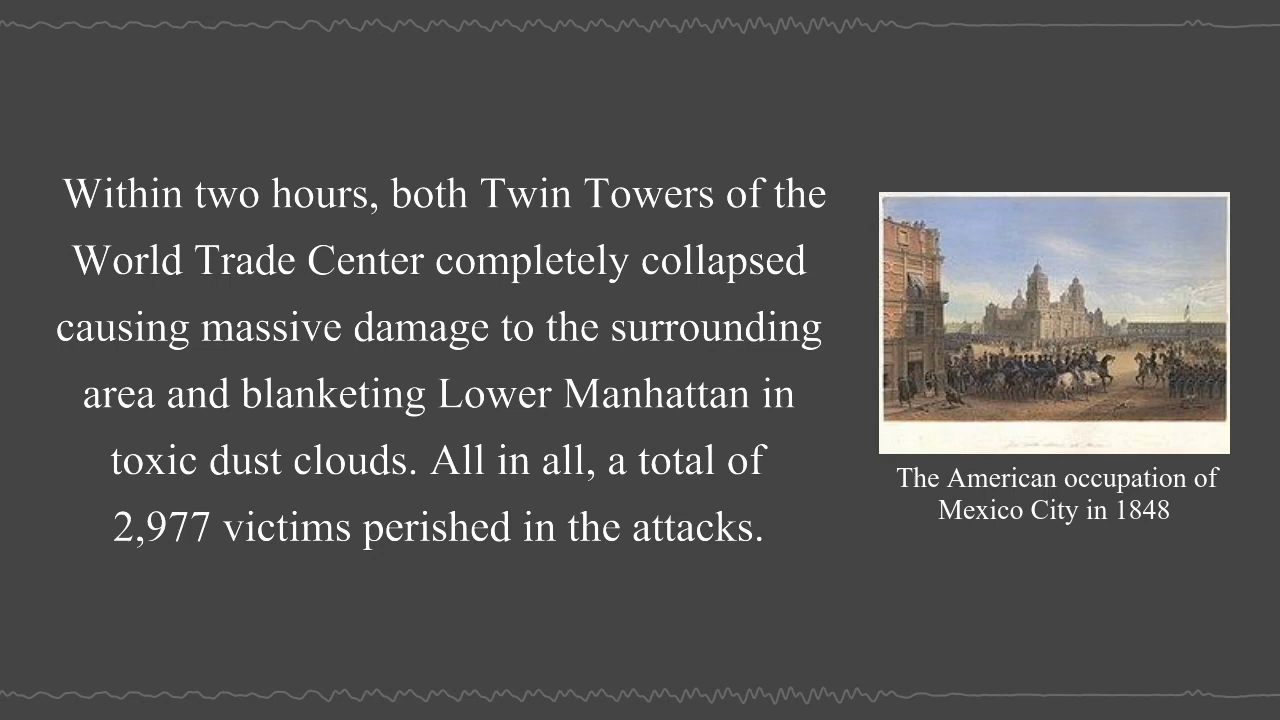 Within two hours, both Twin Towers of the
World Trade Center completely collapsed
causing massive damage to the surrounding
area and blanketing Lower Manhattan in
toxic dust clouds. All in all, a total of
2,977 victims perished in the attacks.
The American occupation of
Mexico City in 1848